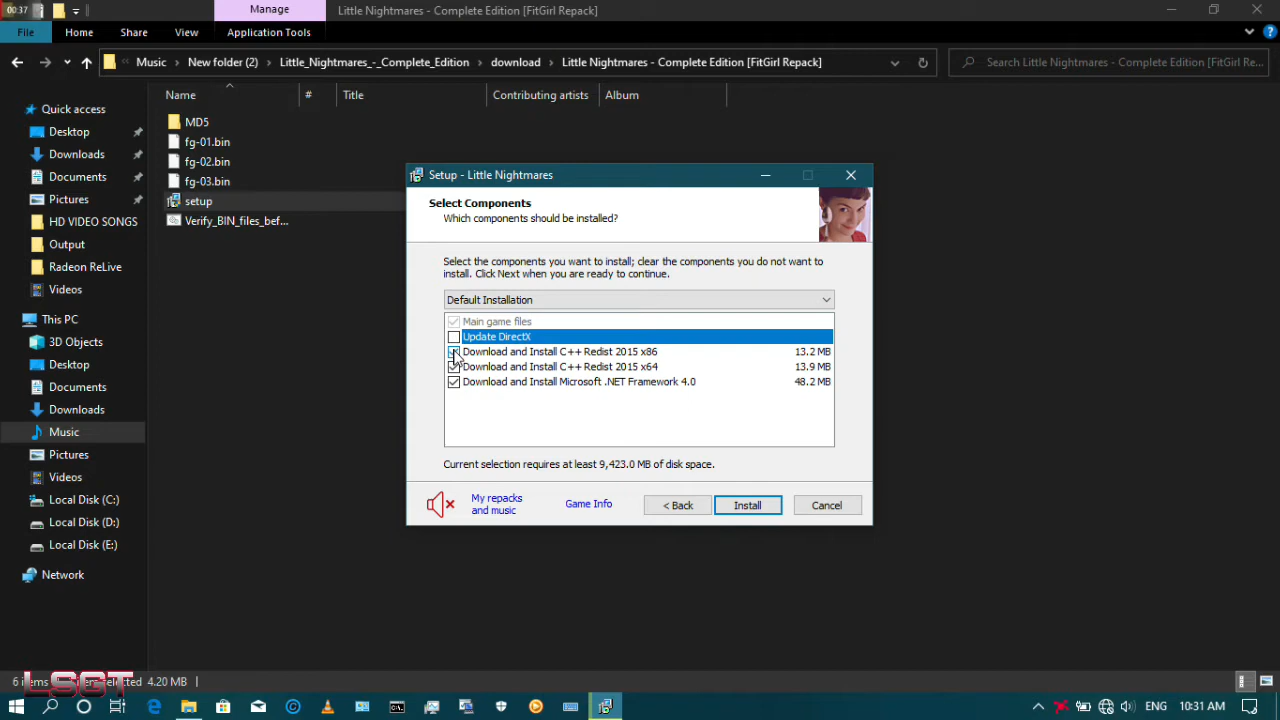 00:37
Manage
Little Nightmares - Complete Edition [FitGirl Repack]
File
Home
Share
View
Application Tools
Music
New folder (2)
Little_Nightmares_-_Complete_Edition
download
Little Nightmares - Complete Edition [FitGirl Repack]
Search Little Nightmares - Complete Edition [FitGirl Re...
Name
#
Title
Contributing artists
Album
Quick access
Desktop
Downloads
Documents
Pictures
HD VIDEO SONGS
Output
Radeon ReLive
Videos
This PC
3D Objects
Desktop
Documents
Downloads
Music
Pictures
Videos
Local Disk (C:)
Local Disk (D:)
Local Disk (E:)
Network
MD5
fg-01.bin
fg-02.bin
fg-03.bin
setup
Verify_BIN_files_bef...
Setup - Little Nightmares
Select Components
Which components should be installed?
Select the components you want to install; clear the components you do not want to
install. Click Next when you are ready to continue.
Default Installation
Main game files
Update DirectX
Download and Install C++ Redist 2015 x86 13.2 MB
Download and Install C++ Redist 2015 x64 13.9 MB
Download and Install Microsoft .NET Framework 4.0 48.2 MB
Current selection requires at least 9,423.0 MB of disk space.
My repacks
and music
Game Info
< Back
Install
Cancel
6 items
selected 4.20 MB
LSGT
ENG
10:31 AM